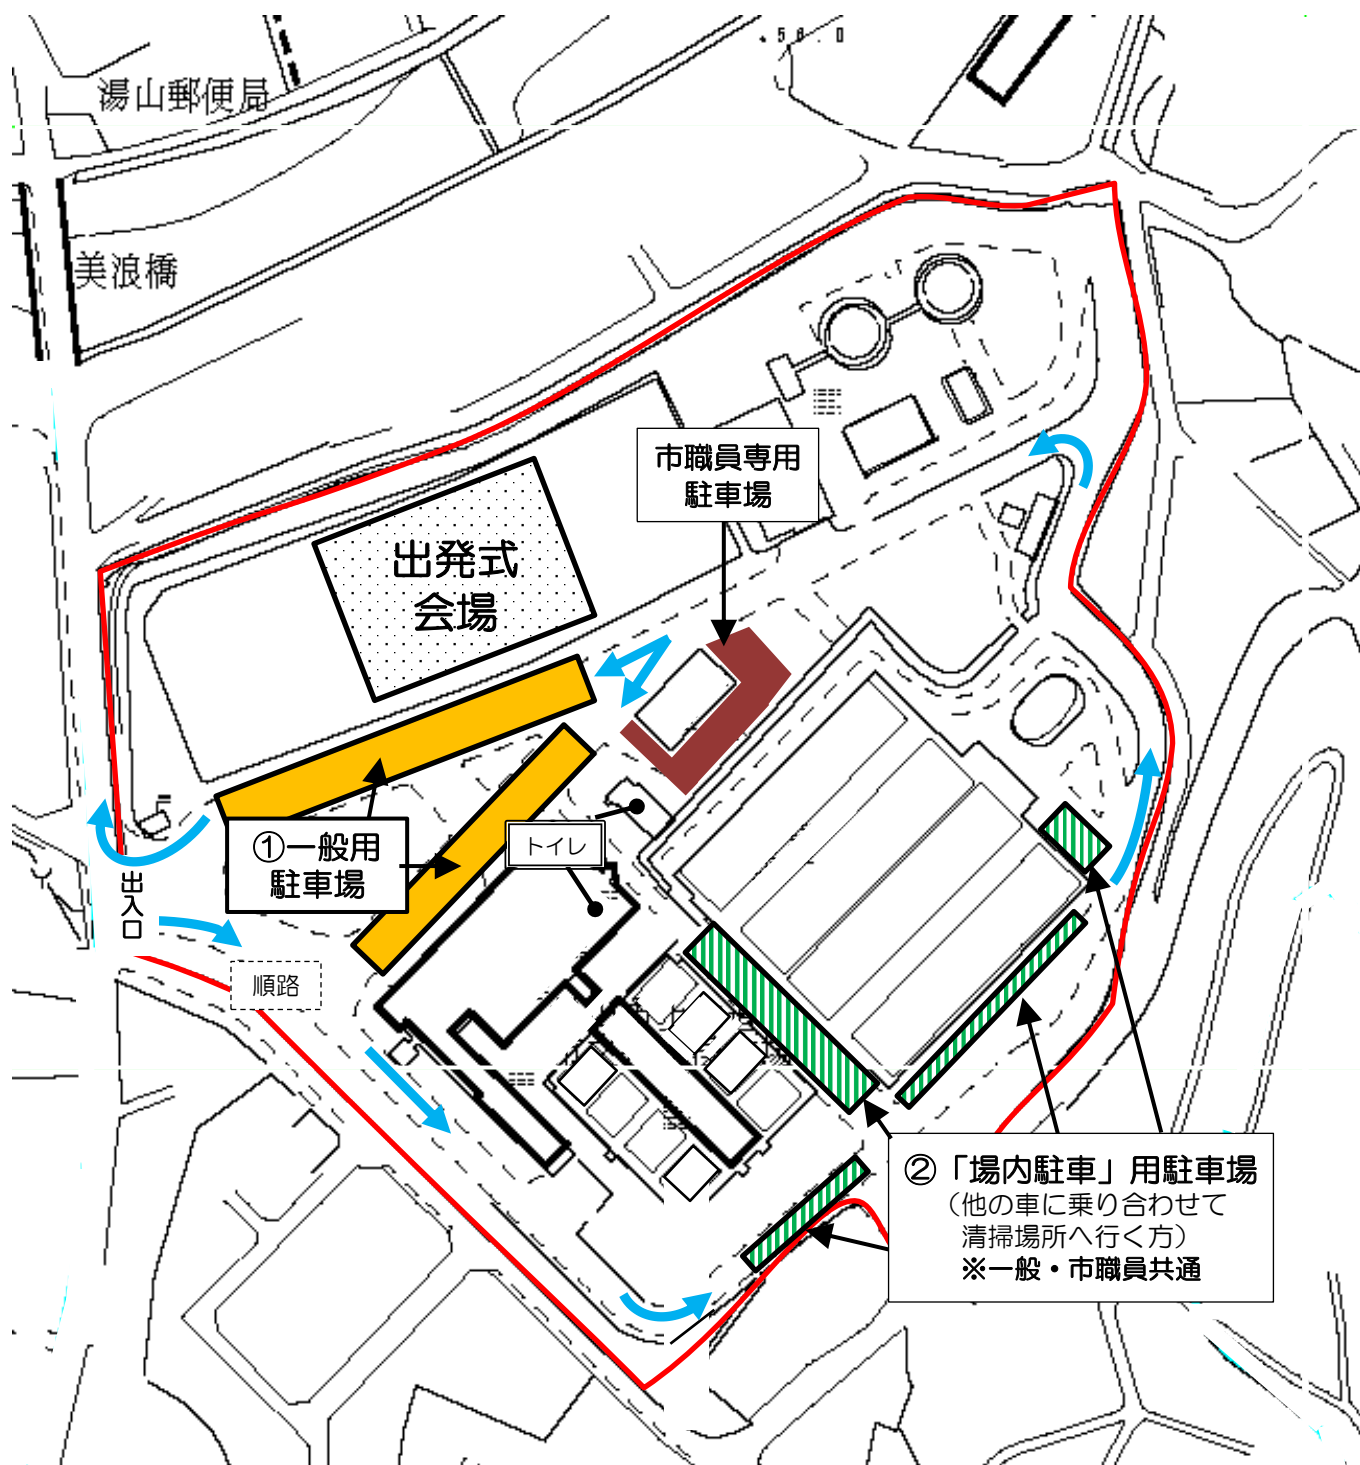 .56.0
湯山郵便局
美浪橋
市職員専用
駐車場
出発式
会場
①一般用
駐車場
トイレ
出入口
順路
②「場内駐車」用駐車場
（他の車に乗り合わせて
清掃場所へ行く方）
※一般・市職員共通